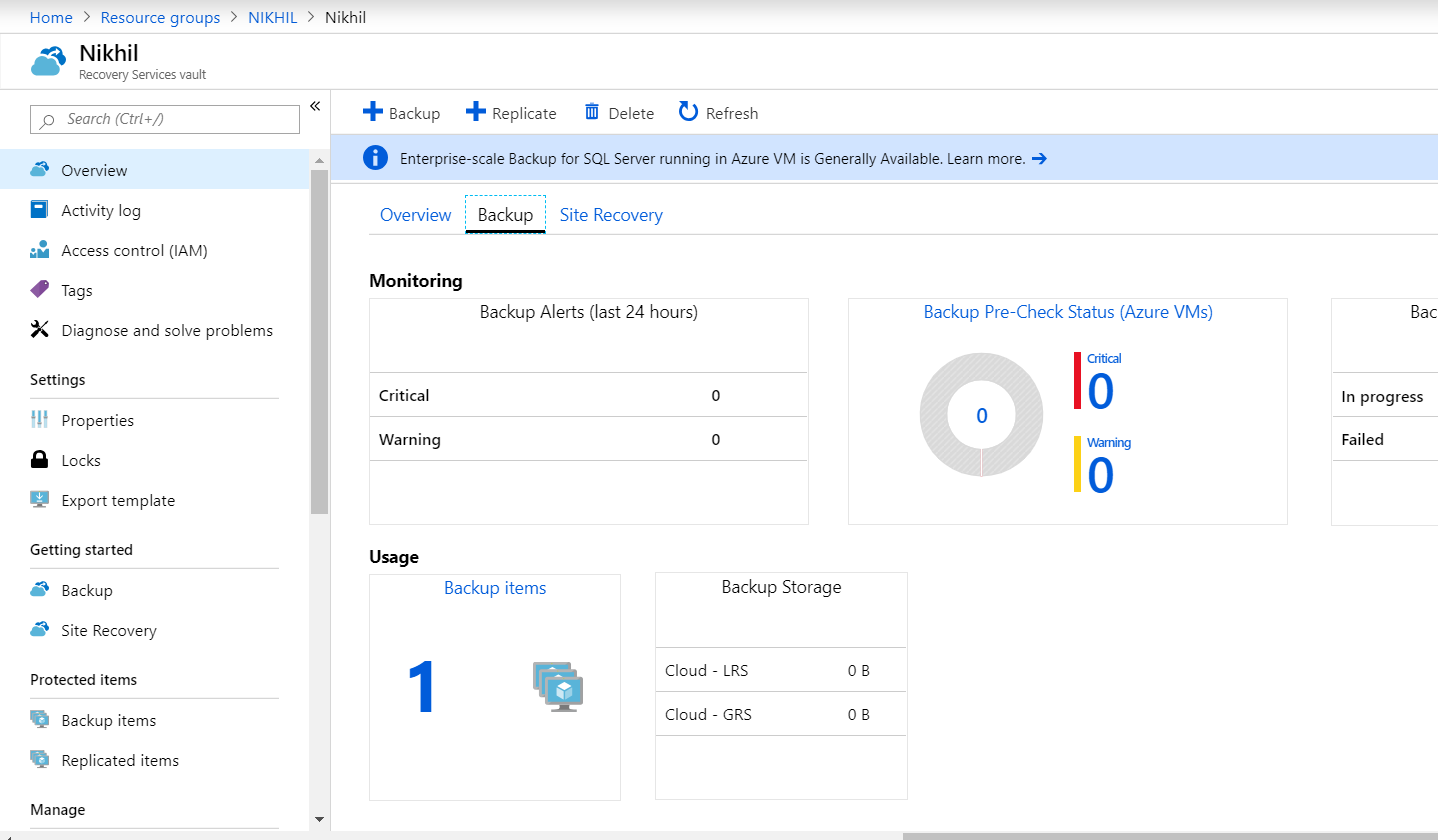 Home > Resource groups > NIKHIL > Nikhil
Nikhil
Recovery Services vault
Search (Ctrl+/)
«
Overview
Activity log
Access control (IAM)
Tags
Diagnose and solve problems
Settings
Properties
Locks
Export template
Getting started
Backup
Site Recovery
Protected items
Backup items
Replicated items
Manage
Backup Replicate Delete Refresh
Enterprise-scale Backup for SQL Server running in Azure VM is Generally Available. Learn more. →
Overview Backup Site Recovery
Monitoring
Backup Alerts (last 24 hours)
Critical 0
Warning 0
Backup Pre-Check Status (Azure VMs)
0
Critical
0
Warning
0
Bac
In progress
Failed
Usage
Backup items
1
Backup Storage
Cloud - LRS 0 B
Cloud - GRS 0 B